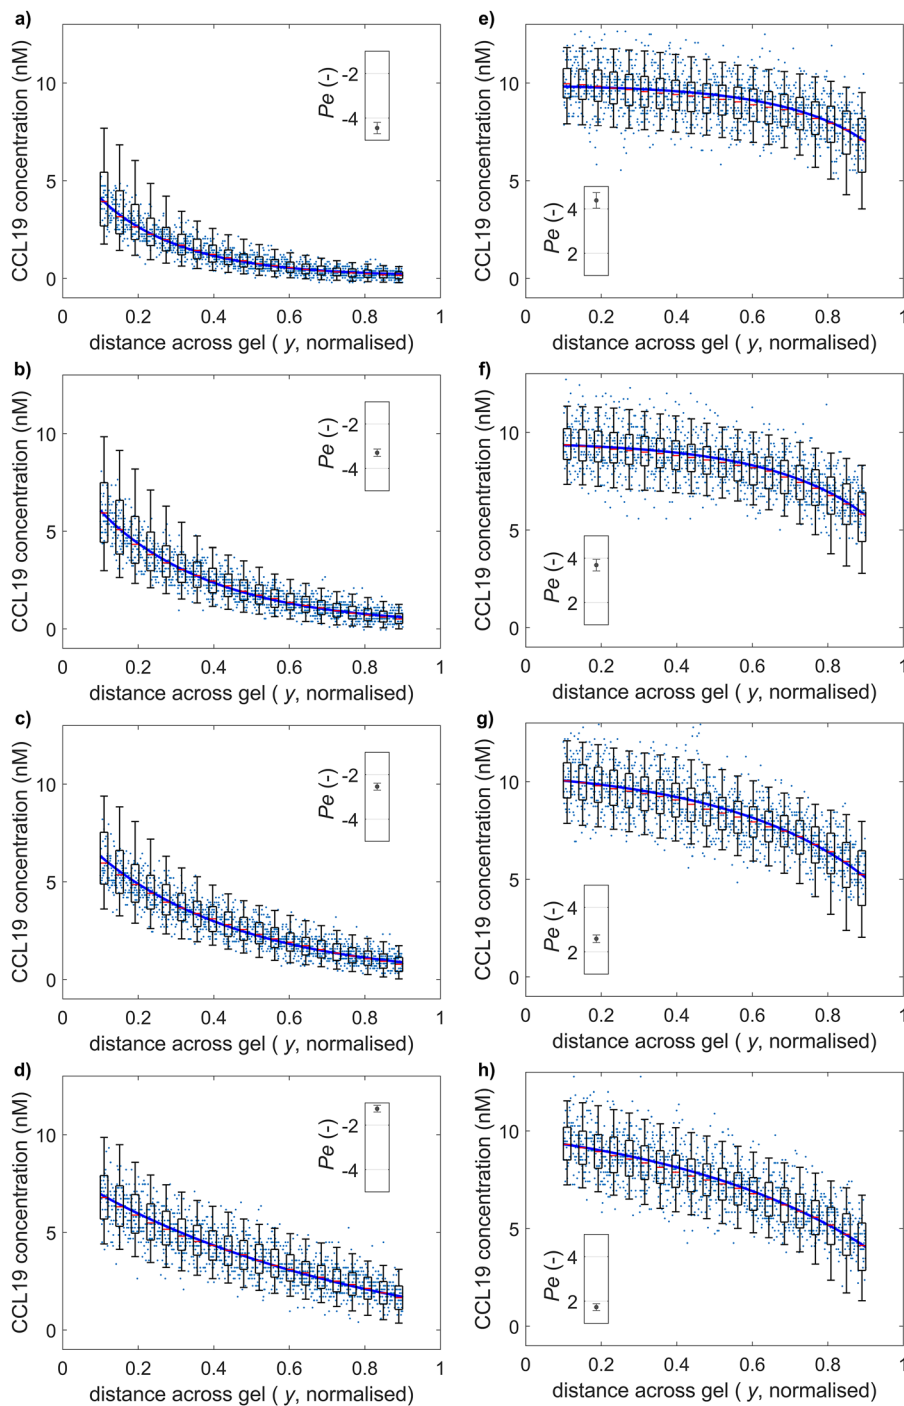 a)
CCL19 concentration (nM)
10
5
0
Pe (-)
-2
-4
0 0.2 0.4 0.6 0.8 1
distance across gel ( y, normalised)
e)
CCL19 concentration (nM)
10
5
0
Pe (-)
4
2
0 0.2 0.4 0.6 0.8 1
distance across gel ( y, normalised)
b)
CCL19 concentration (nM)
10
5
0
Pe (-)
-2
-4
0 0.2 0.4 0.6 0.8 1
distance across gel ( y, normalised)
f)
CCL19 concentration (nM)
10
5
0
Pe (-)
4
2
0 0.2 0.4 0.6 0.8 1
distance across gel ( y, normalised)
c)
CCL19 concentration (nM)
10
5
0
Pe (-)
-2
-4
0 0.2 0.4 0.6 0.8 1
distance across gel ( y, normalised)
g)
CCL19 concentration (nM)
10
5
0
Pe (-)
4
2
0 0.2 0.4 0.6 0.8 1
distance across gel ( y, normalised)
d)
CCL19 concentration (nM)
10
5
0
Pe (-)
-2
-4
0 0.2 0.4 0.6 0.8 1
distance across gel ( y, normalised)
h)
CCL19 concentration (nM)
10
5
0
Pe (-)
4
2
0 0.2 0.4 0.6 0.8 1
distance across gel ( y, normalised)